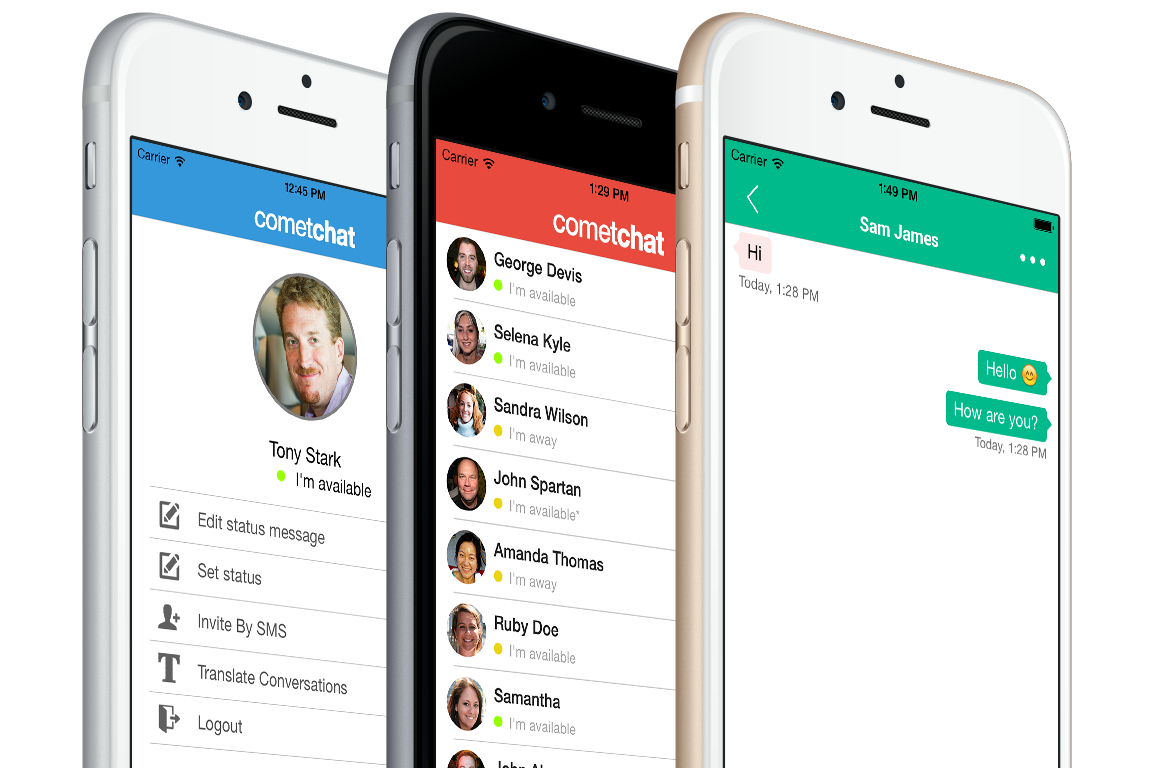 Carrier
12:45 PM
cometchat
Tony Stark
I'm available
Edit status message
Set status
Invite By SMS
Translate Conversations
Logout
Carrier
1:29 PM
cometchat
George Devis
I'm available
Selena Kyle
I'm available
Sandra Wilson
I'm away
John Spartan
I'm available*
Amanda Thomas
I'm away
Ruby Doe
I'm available
Samantha
I'm available
Carrier
1:49 PM
Sam James
Hi
Today, 1:28 PM
Hello 😊
How are you?
Today, 1:28 PM